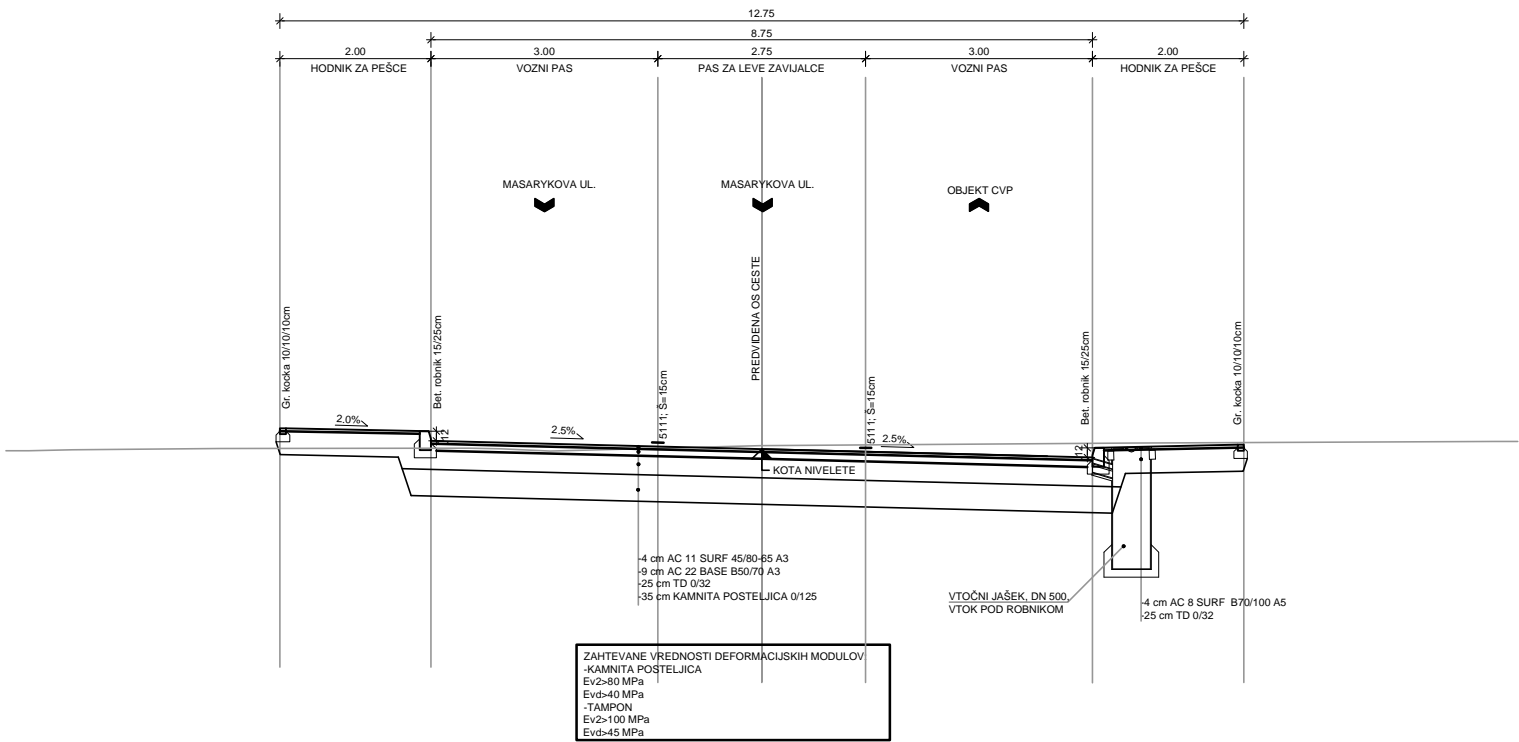 12.75
8.75
2.00
3.00
2.75
3.00
2.00
HODNIK ZA PEŠCE
VOZNI PAS
PAS ZA LEVE ZAVIJALCE
VOZNI PAS
HODNIK ZA PEŠCE
MASARYKOVA UL.
MASARYKOVA UL.
OBJEKT CVP
PREDVIDENA OS CESTE
Gr. kocka 10/10/10cm
Bet. robnik 15/25cm
5111; Š=15cm
5111; Š=15cm
Bet. robnik 15/25cm
Gr. kocka 10/10/10cm
2.0%
12
2.5%
2.5%
12
KOTA NIVELETE
-4 cm AC 11 SURF 45/80-65 A3
-9 cm AC 22 BASE B50/70 A3
-25 cm TD 0/32
-35 cm KAMNITA POSTELJICA 0/125
VTOČNI JAŠEK, DN 500,
VTOK POD ROBNIKOM
-4 cm AC 8 SURF B70/100 A5
-25 cm TD 0/32
ZAHTEVANE VREDNOSTI DEFORMACIJSKIH MODULOV:
-KAMNITA POSTELJICA
Ev2>80 MPa
Evd>40 MPa
-TAMPON
Ev2>100 MPa
Evd>45 MPa